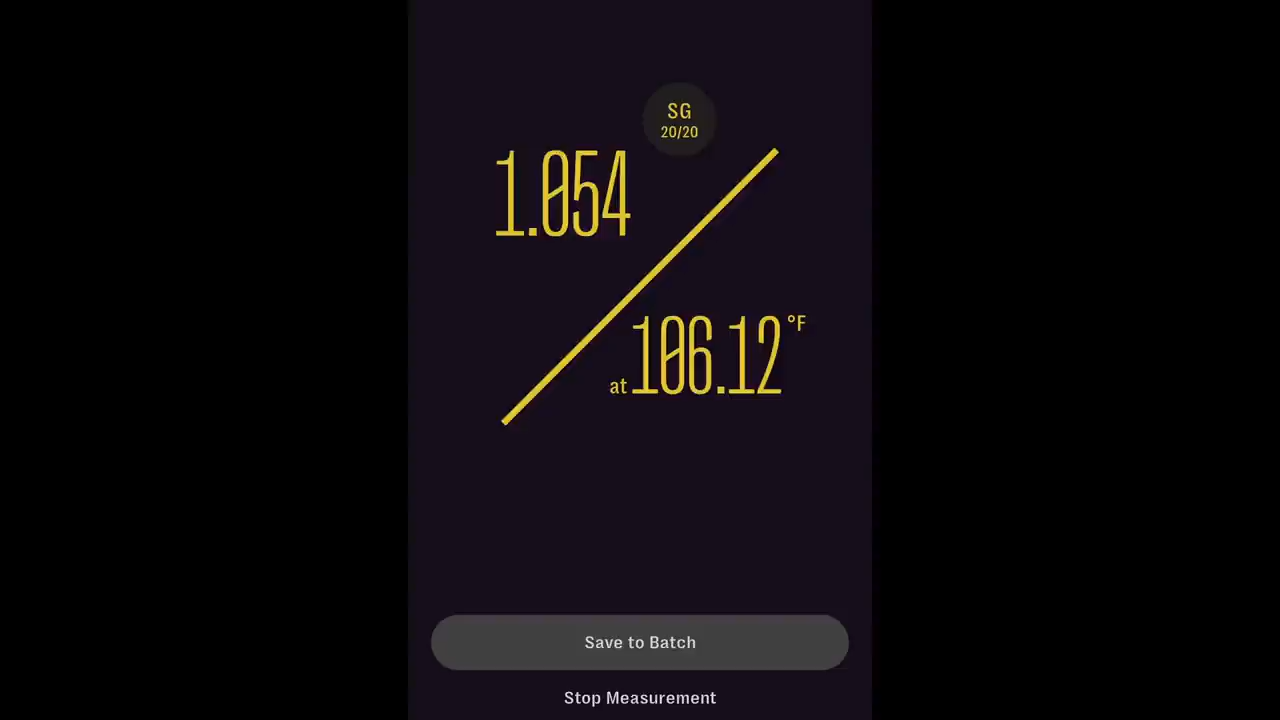 SG
20/20
1.054
at 106.12 °F
Save to Batch
Stop Measurement